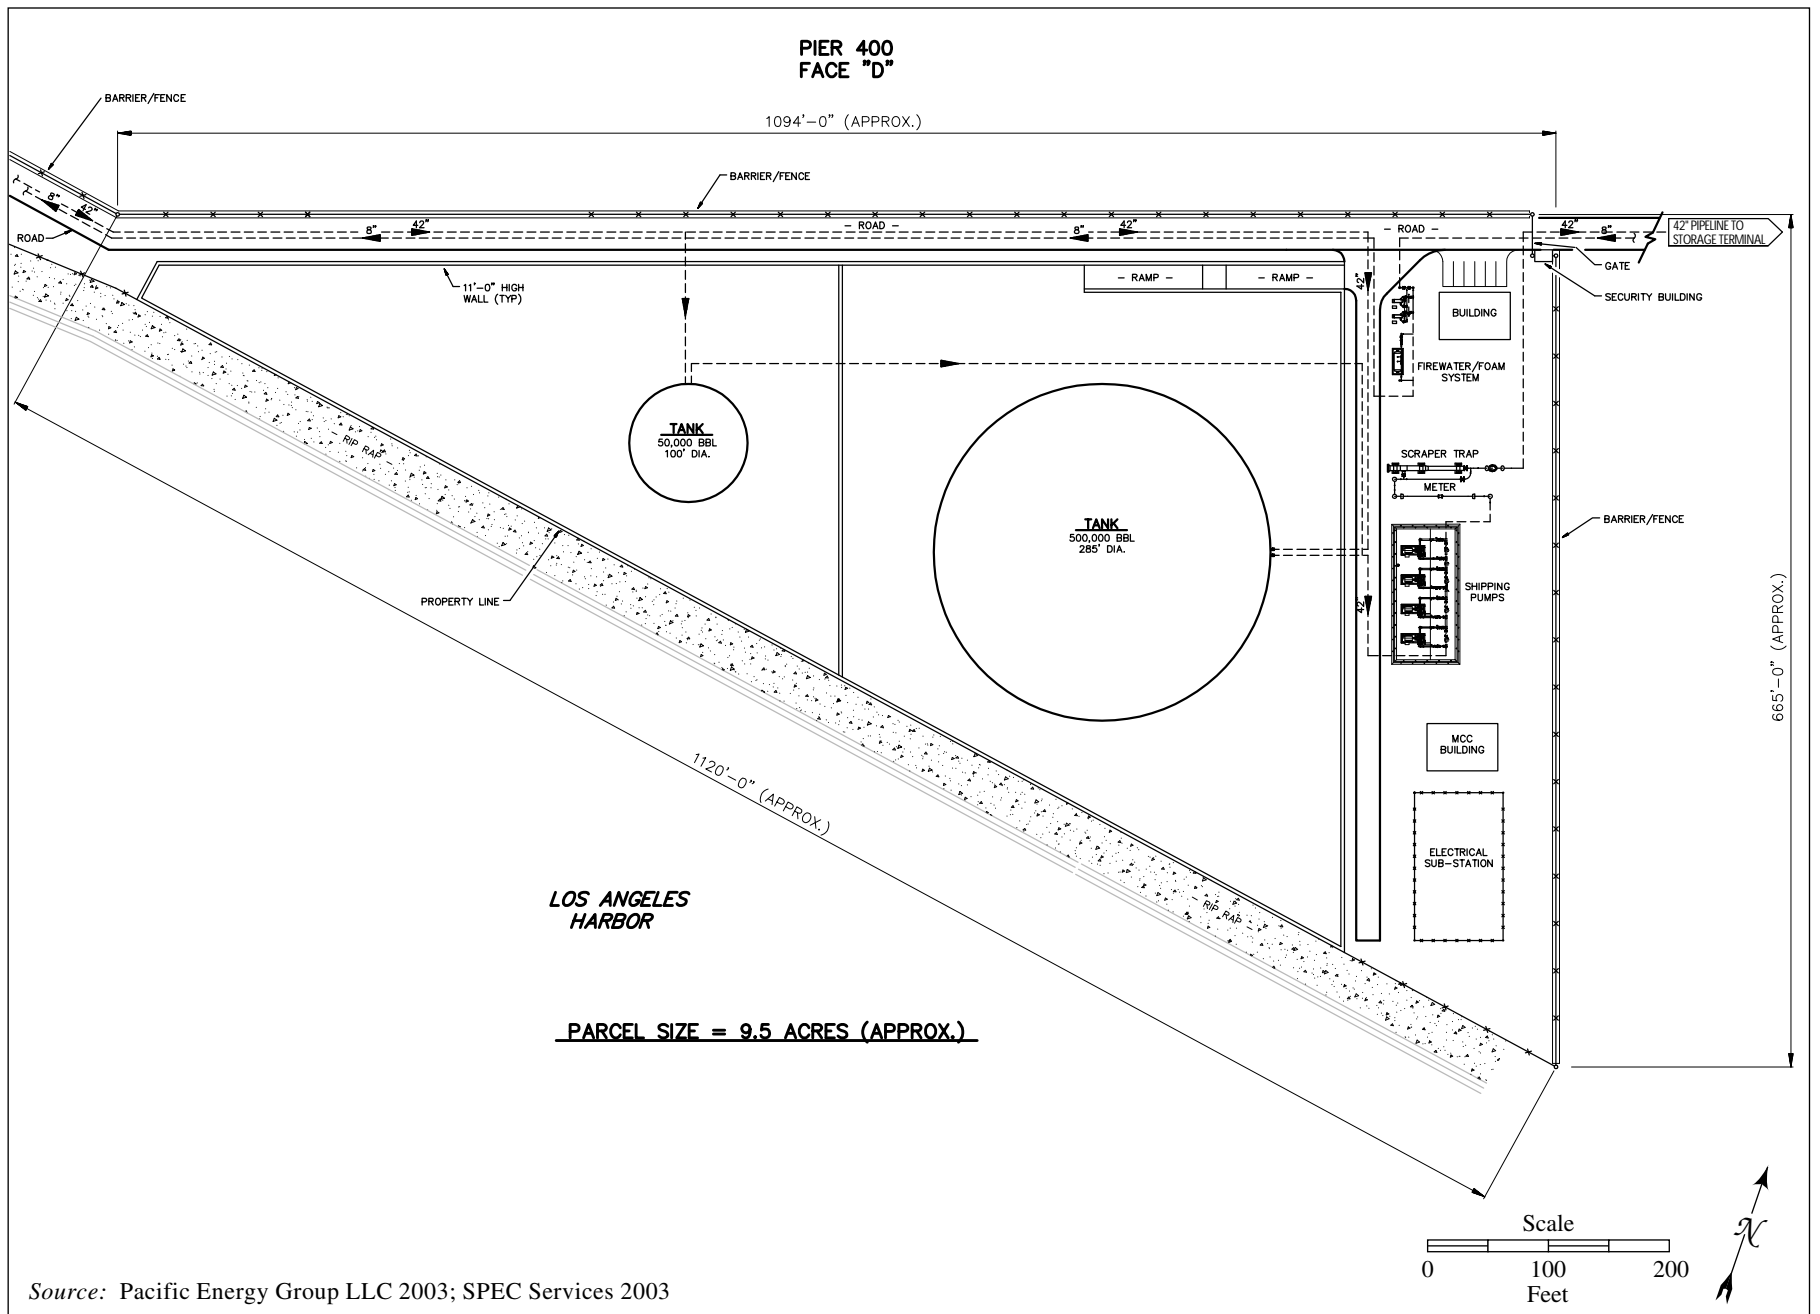 PIER 400
FACE "D"
BARRIER/FENCE
1094'-0" (APPROX.)
BARRIER/FENCE
8"
42"
ROAD
8"
42"
- ROAD -
8"
42"
- ROAD -
42"
8"
42" PIPELINE TO
STORAGE TERMINAL
GATE
SECURITY BUILDING
11'-0" HIGH
WALL (TYP)
- RAMP -
- RAMP -
42"
BUILDING
FIREWATER/FOAM
SYSTEM
TANK
50,000 BBL
100' DIA.
- RIP RAP -
SCRAPER TRAP
METER
TANK
500,000 BBL
285' DIA.
BARRIER/FENCE
PROPERTY LINE
42"
SHIPPING
PUMPS
665'-0" (APPROX.)
MCC
BUILDING
1120'-0" (APPROX.)
ELECTRICAL
SUB-STATION
- RIP RAP -
LOS ANGELES
HARBOR
PARCEL SIZE = 9.5 ACRES (APPROX.)
N
Scale
0 100 200
Feet
Source: Pacific Energy Group LLC 2003; SPEC Services 2003